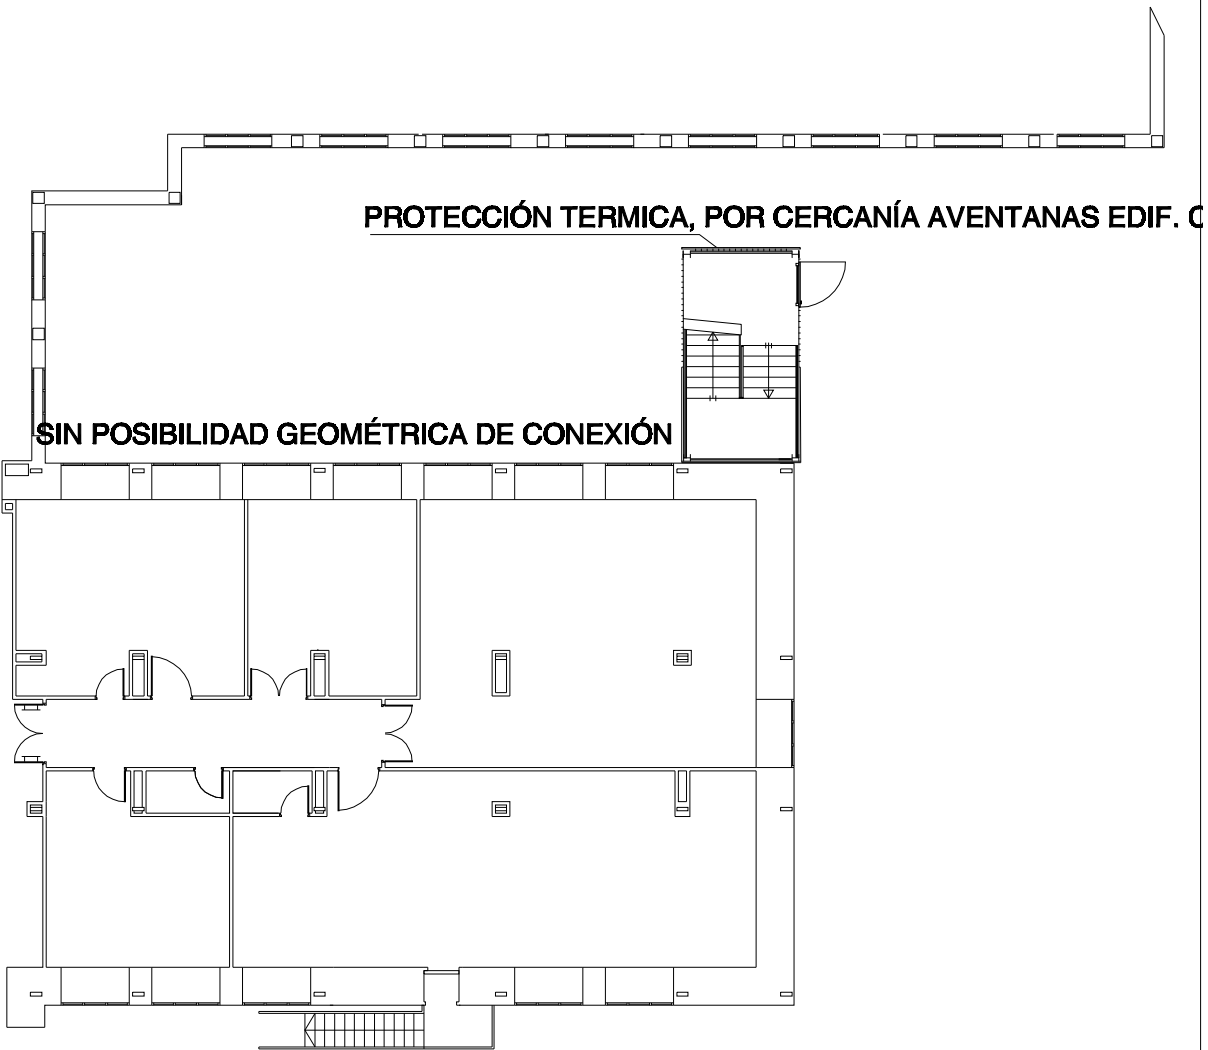 PROTECCIÓN TERMICA, POR CERCANÍA AVENTANAS EDIF. C
SIN POSIBILIDAD GEOMÉTRICA DE CONEXIÓN